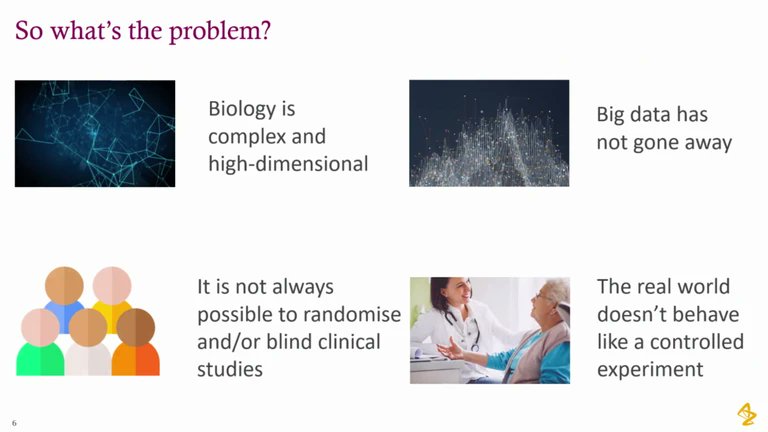 So what’s the problem?
Biology is
complex and
high-dimensional
Big data has
not gone away
It is not always
possible to randomise
and/or blind clinical
studies
The real world
doesn’t behave
like a controlled
experiment
6